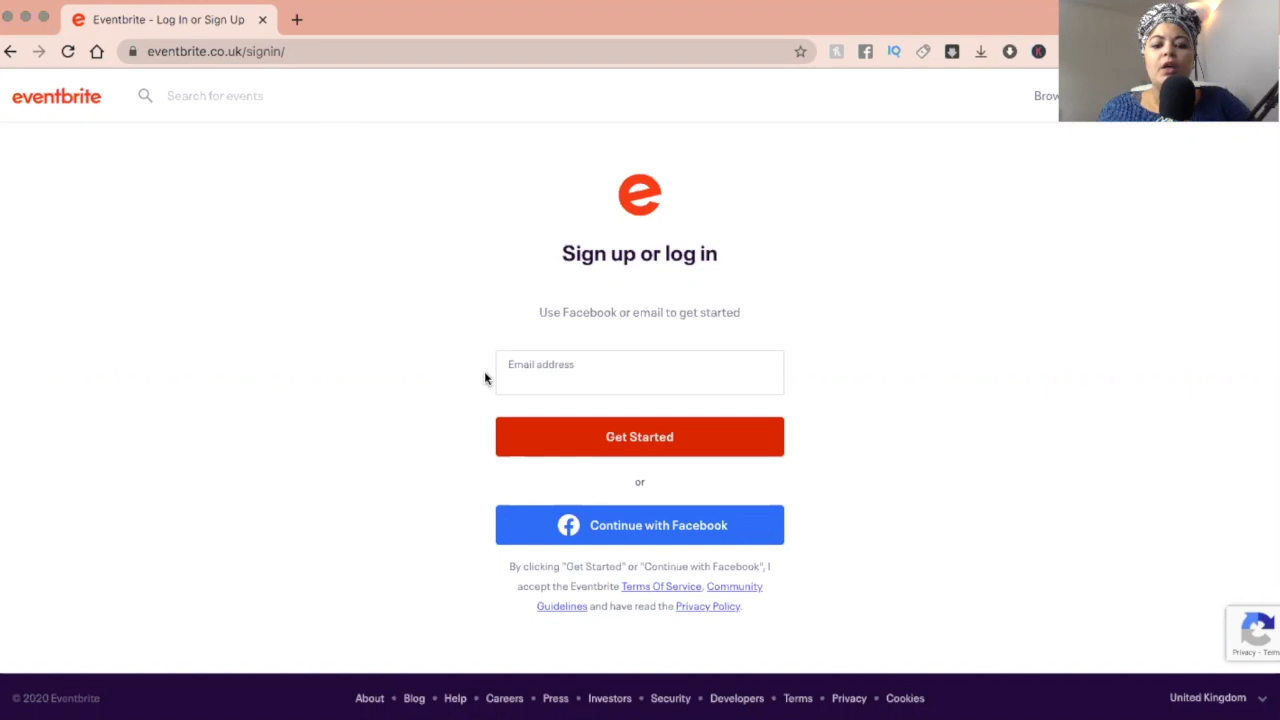 Eventbrite - Log In or Sign Up
eventbrite.co.uk/signin/
eventbrite
Search for events
Brow
e
Sign up or log in
Use Facebook or email to get started
Email address
Get Started
or
Continue with Facebook
By clicking "Get Started" or "Continue with Facebook", I
accept the Eventbrite Terms Of Service, Community
Guidelines and have read the Privacy Policy.
Privacy - Term
© 2020 Eventbrite
About • Blog • Help • Careers • Press • Investors • Security • Developers • Terms • Privacy • Cookies
United Kingdom